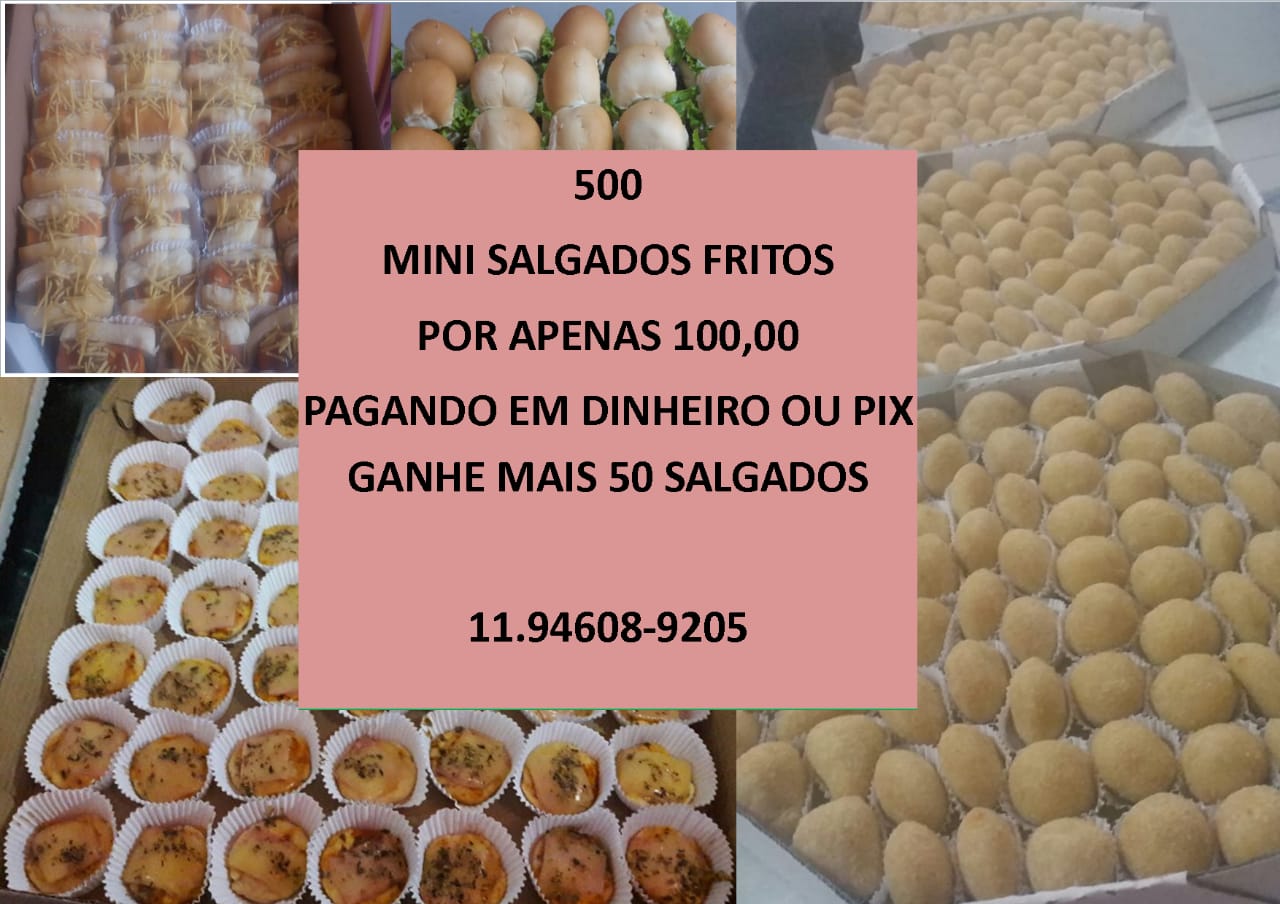 500
MINI SALGADOS FRITOS
POR APENAS 100,00
PAGANDO EM DINHEIRO OU PIX
GANHE MAIS 50 SALGADOS
11.94608-9205